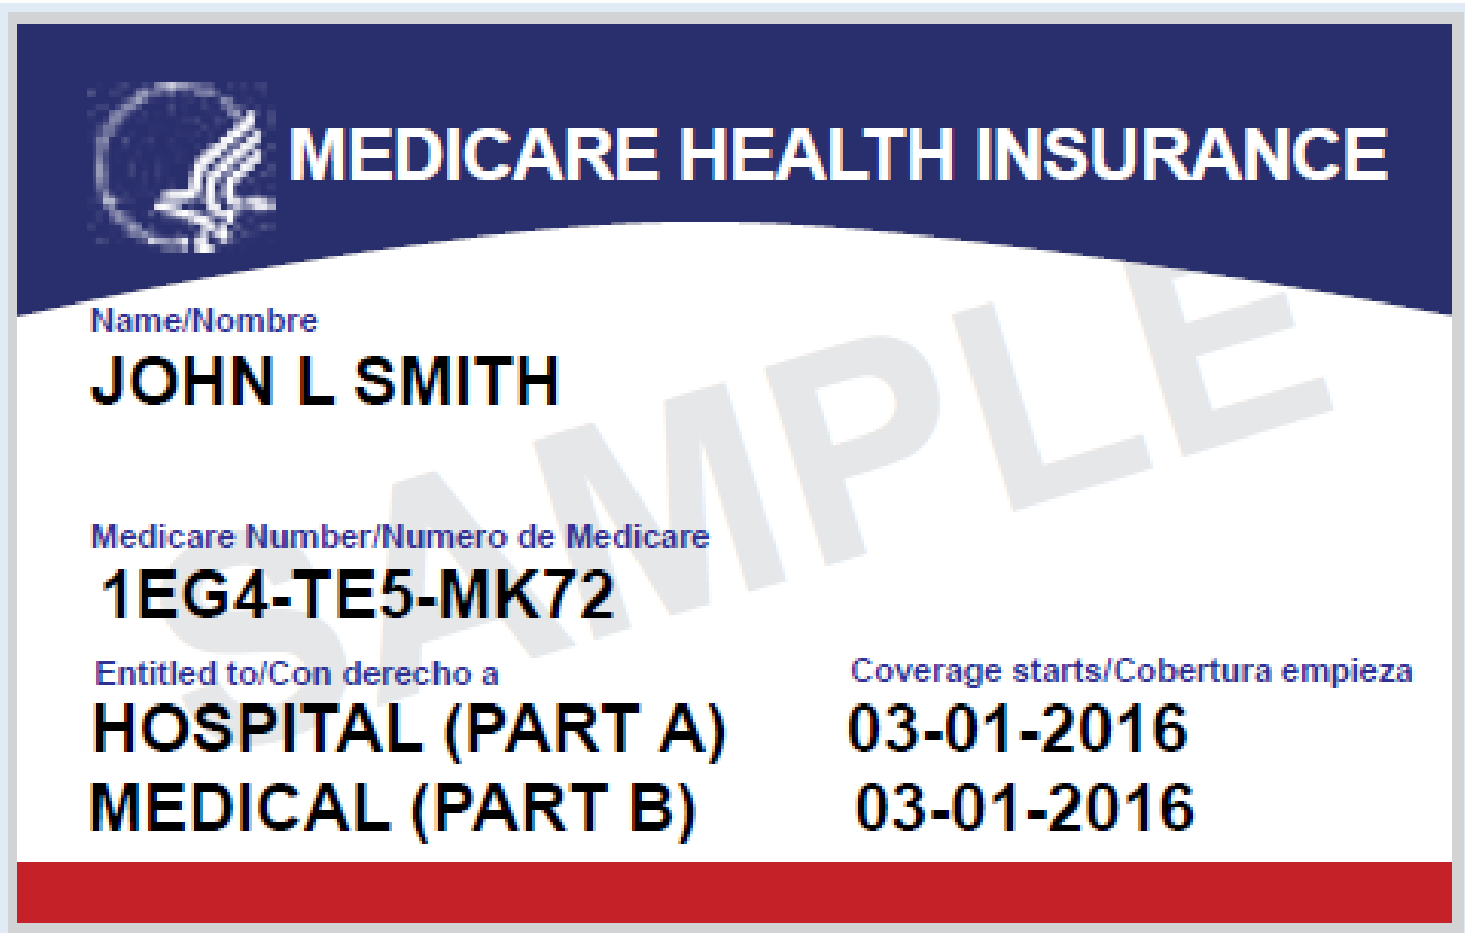 MEDICARE HEALTH INSURANCE
Name/Nombre
JOHN L SMITH
Medicare Number/Numero de Medicare
1EG4-TE5-MK72
Entitled to/Con derecho a
HOSPITAL (PART A)
MEDICAL (PART B)
Coverage starts/Cobertura empieza
03-01-2016
03-01-2016
SAMPLE